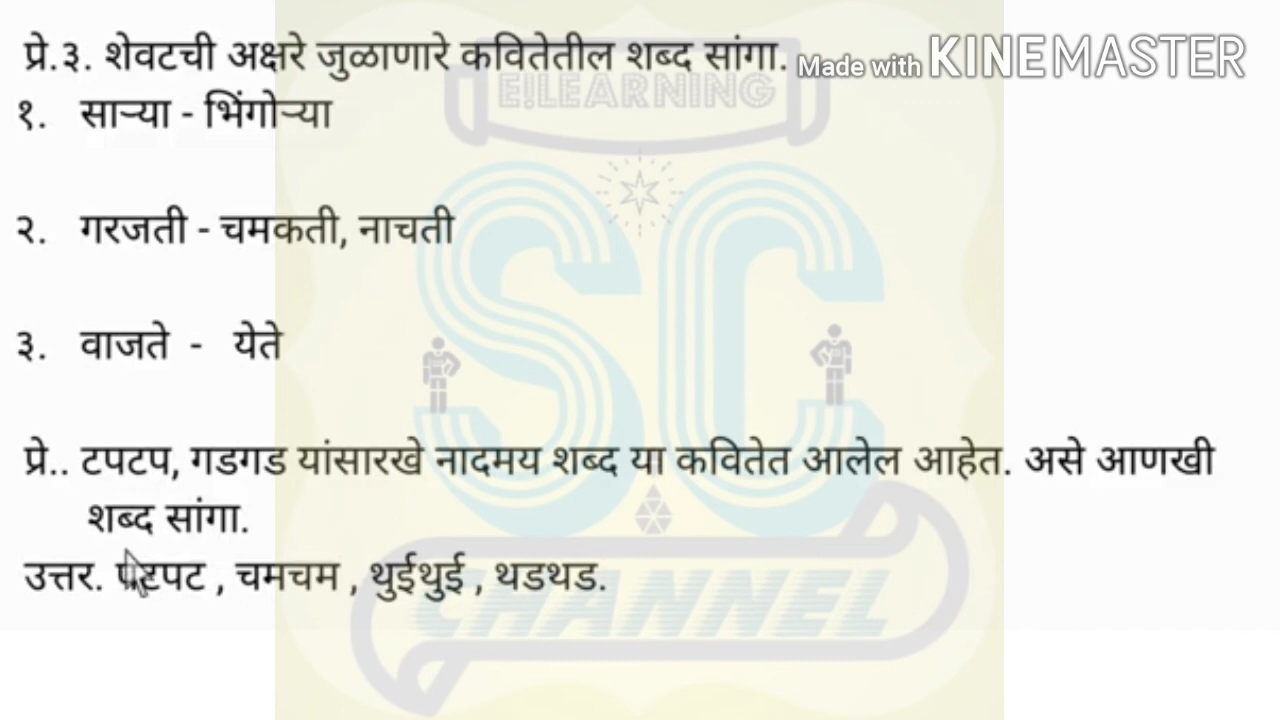 प्रे.३. शेवटची अक्षरे जुळाणारे कवितेतील शब्द सांगा.
Made with KINEMASTER
E!LEARNING
१. साऱ्या - भिंगोऱ्या
SC
२. गरजती - चमकती, नाचती
३. वाजते - येते
प्रे.. टपटप, गडगड यांसारखे नादमय शब्द या कवितेत आलेल आहेत. असे आणखी
शब्द सांगा.
उत्तर. पटपट , चमचम , थुईथुई , थडथड.
CHANNEL